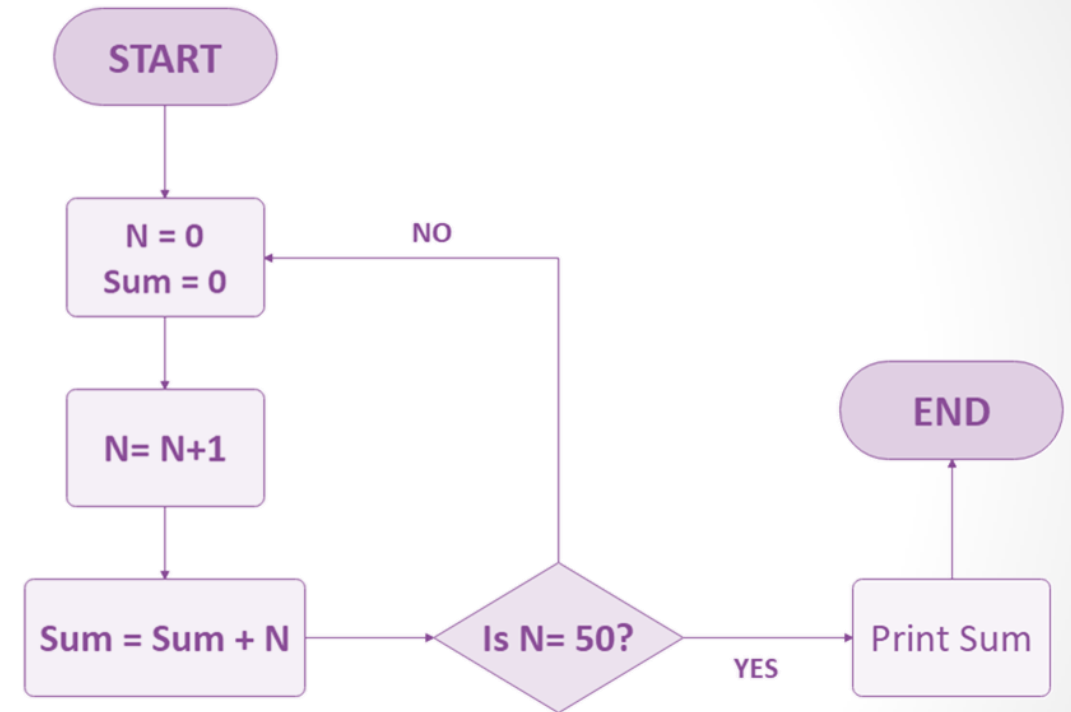 START
N = 0
Sum = 0
NO
N= N+1
Sum = Sum + N
Is N= 50?
YES
Print Sum
END